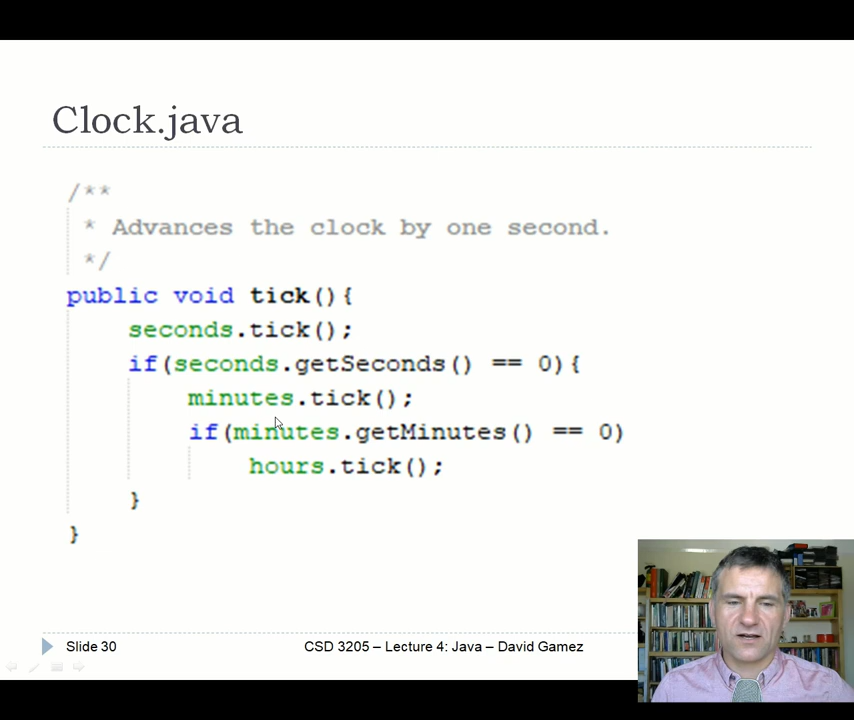 Clock.java
/**
* Advances the clock by one second.
*/
public void tick(){
seconds.tick();
if(seconds.getSeconds() == 0){
minutes.tick();
if(minutes.getMinutes() == 0)
hours.tick();
}
}
Slide 30
CSD 3205 – Lecture 4: Java – David Gamez